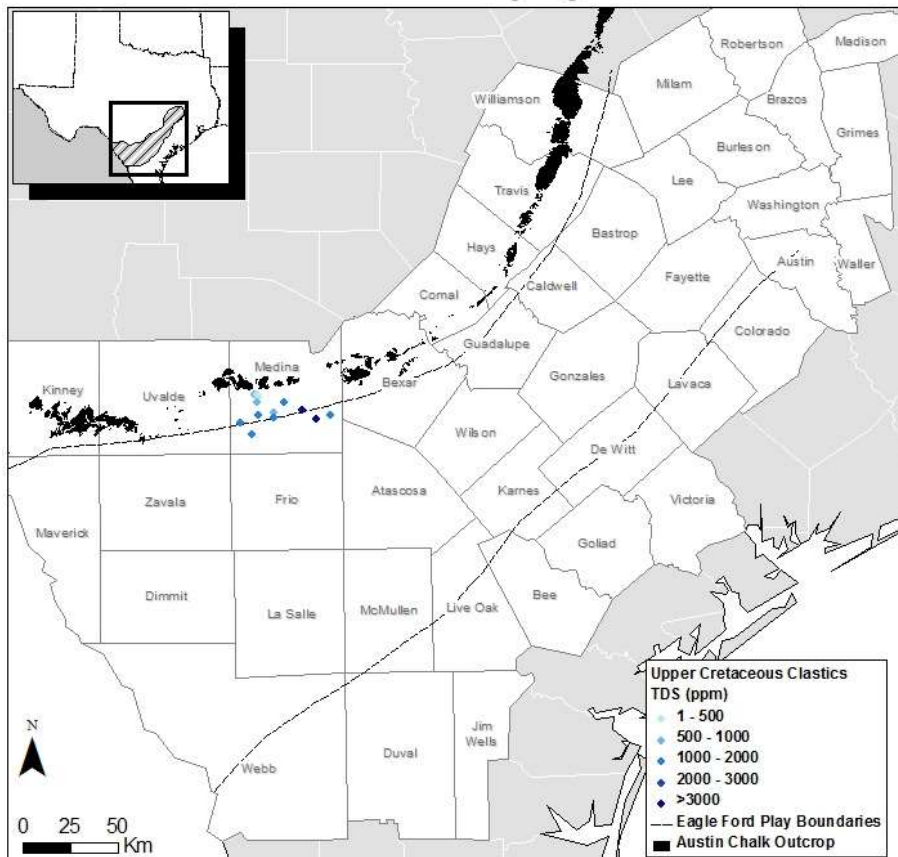 Robertson
Madison
Milam
Williamson
Brazos
Grimes
Burleson
Lee
Travis
Washington
Bastrop
Hays
Austin
Waller
Fayette
Caldwell
Comal
Colorado
Guadalupe
Medina
Bexar
Gonzales
Lavaca
Kinney
Uvalde
Wilson
De Witt
Atascosa
Karnes
Zavala
Frio
Victoria
Maverick
Goliad
Dimmit
La Salle
McMullen
Live Oak
Bee
Jim
Wells
Duval
Webb
N
0 25 50
Km
Upper Cretaceous Clastics
TDS (ppm)
1 - 500
500 - 1000
1000 - 2000
2000 - 3000
>3000
Eagle Ford Play Boundaries
Austin Chalk Outcrop